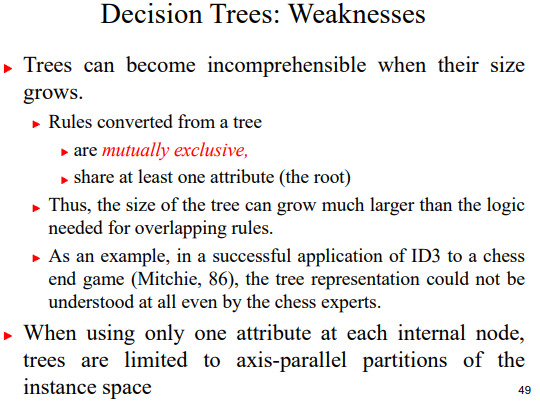 Decision Trees: Weaknesses
Trees can become incomprehensible when their size
grows.
Rules converted from a tree
are mutually exclusive,
share at least one attribute (the root)
Thus, the size of the tree can grow much larger than the logic
needed for overlapping rules.
As an example, in a successful application of ID3 to a chess
end game (Mitchie, 86), the tree representation could not be
understood at all even by the chess experts.
When using only one attribute at each internal node,
trees are limited to axis-parallel partitions of the
instance space
49